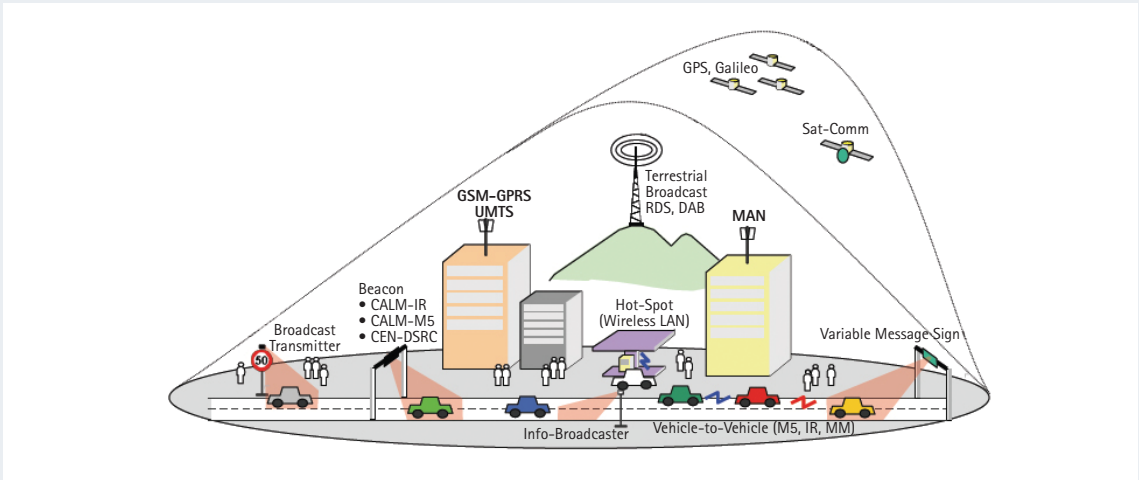 GPS, Galileo
Sat-Comm
Terrestrial
Broadcast
RDS, DAB
GSM-GPRS
UMTS
MAN
Beacon
• CALM-IR
• CALM-M5
• CEN-DSRC
Hot-Spot
(Wireless LAN)
Broadcast
Transmitter
Variable Message Sign
50
Info-Broadcaster
Vehicle-to-Vehicle (M5, IR, MM)